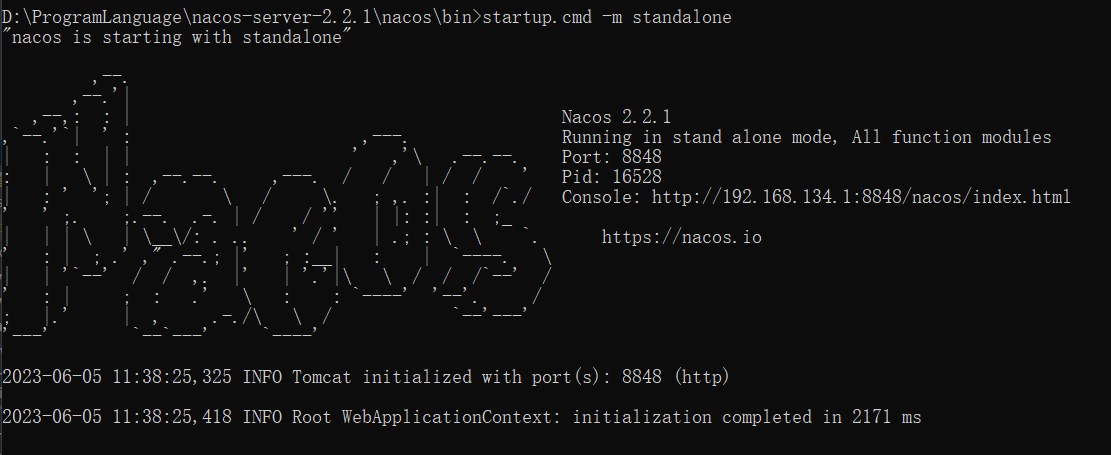 D:\ProgramLanguage\nacos-server-2.2.1\nacos\bin>startup.cmd -m standalone
"nacos is starting with standalone"
Nacos 2.2.1
Running in stand alone mode, All function modules
Port: 8848
Pid: 16528
Console: http://192.168.134.1:8848/nacos/index.html
https://nacos.io
2023-06-05 11:38:25,325 INFO Tomcat initialized with port(s): 8848 (http)
2023-06-05 11:38:25,418 INFO Root WebApplicationContext: initialization completed in 2171 ms